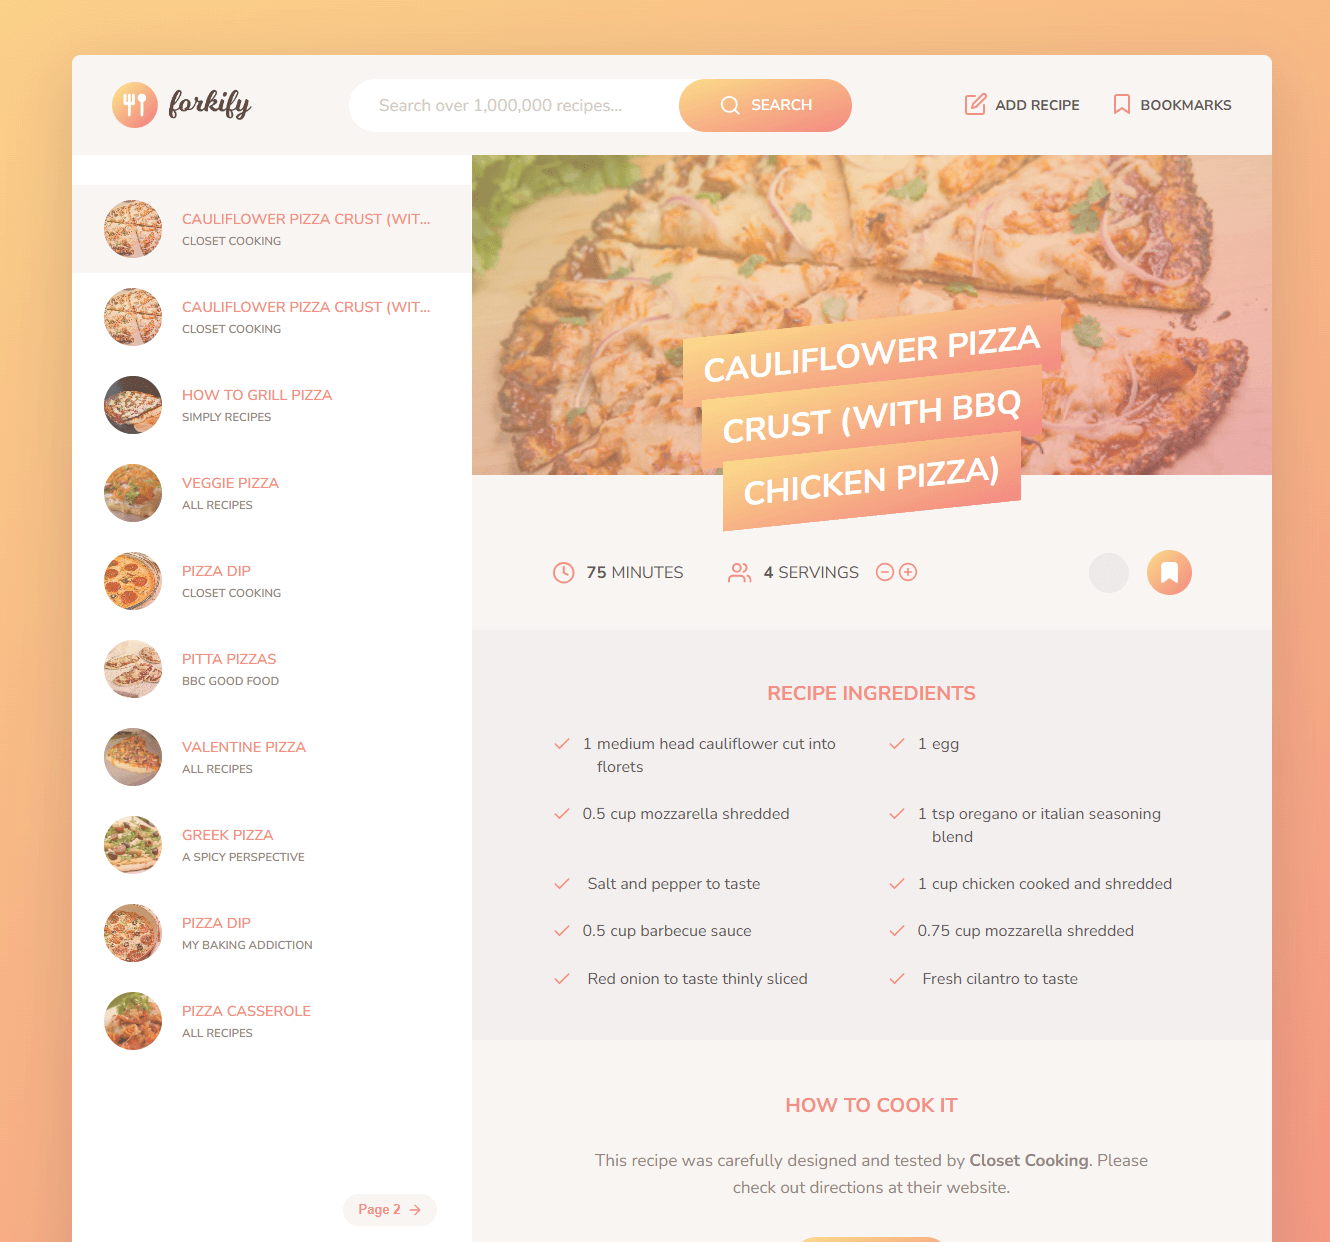 forkify
Search over 1,000,000 recipes...
SEARCH
ADD RECIPE
BOOKMARKS
CAULIFLOWER PIZZA CRUST (WIT...
CLOSET COOKING
CAULIFLOWER PIZZA CRUST (WIT...
CLOSET COOKING
HOW TO GRILL PIZZA
SIMPLY RECIPES
VEGGIE PIZZA
ALL RECIPES
PIZZA DIP
CLOSET COOKING
PITTA PIZZAS
BBC GOOD FOOD
VALENTINE PIZZA
ALL RECIPES
GREEK PIZZA
A SPICY PERSPECTIVE
PIZZA DIP
MY BAKING ADDICTION
PIZZA CASSEROLE
ALL RECIPES
Page 2
CAULIFLOWER PIZZA
CRUST (WITH BBQ
CHICKEN PIZZA)
75 MINUTES
4 SERVINGS
RECIPE INGREDIENTS
1 medium head cauliflower cut into
florets
1 egg
0.5 cup mozzarella shredded
1 tsp oregano or italian seasoning
blend
Salt and pepper to taste
1 cup chicken cooked and shredded
0.5 cup barbecue sauce
0.75 cup mozzarella shredded
Red onion to taste thinly sliced
Fresh cilantro to taste
HOW TO COOK IT
This recipe was carefully designed and tested by Closet Cooking. Please
check out directions at their website.